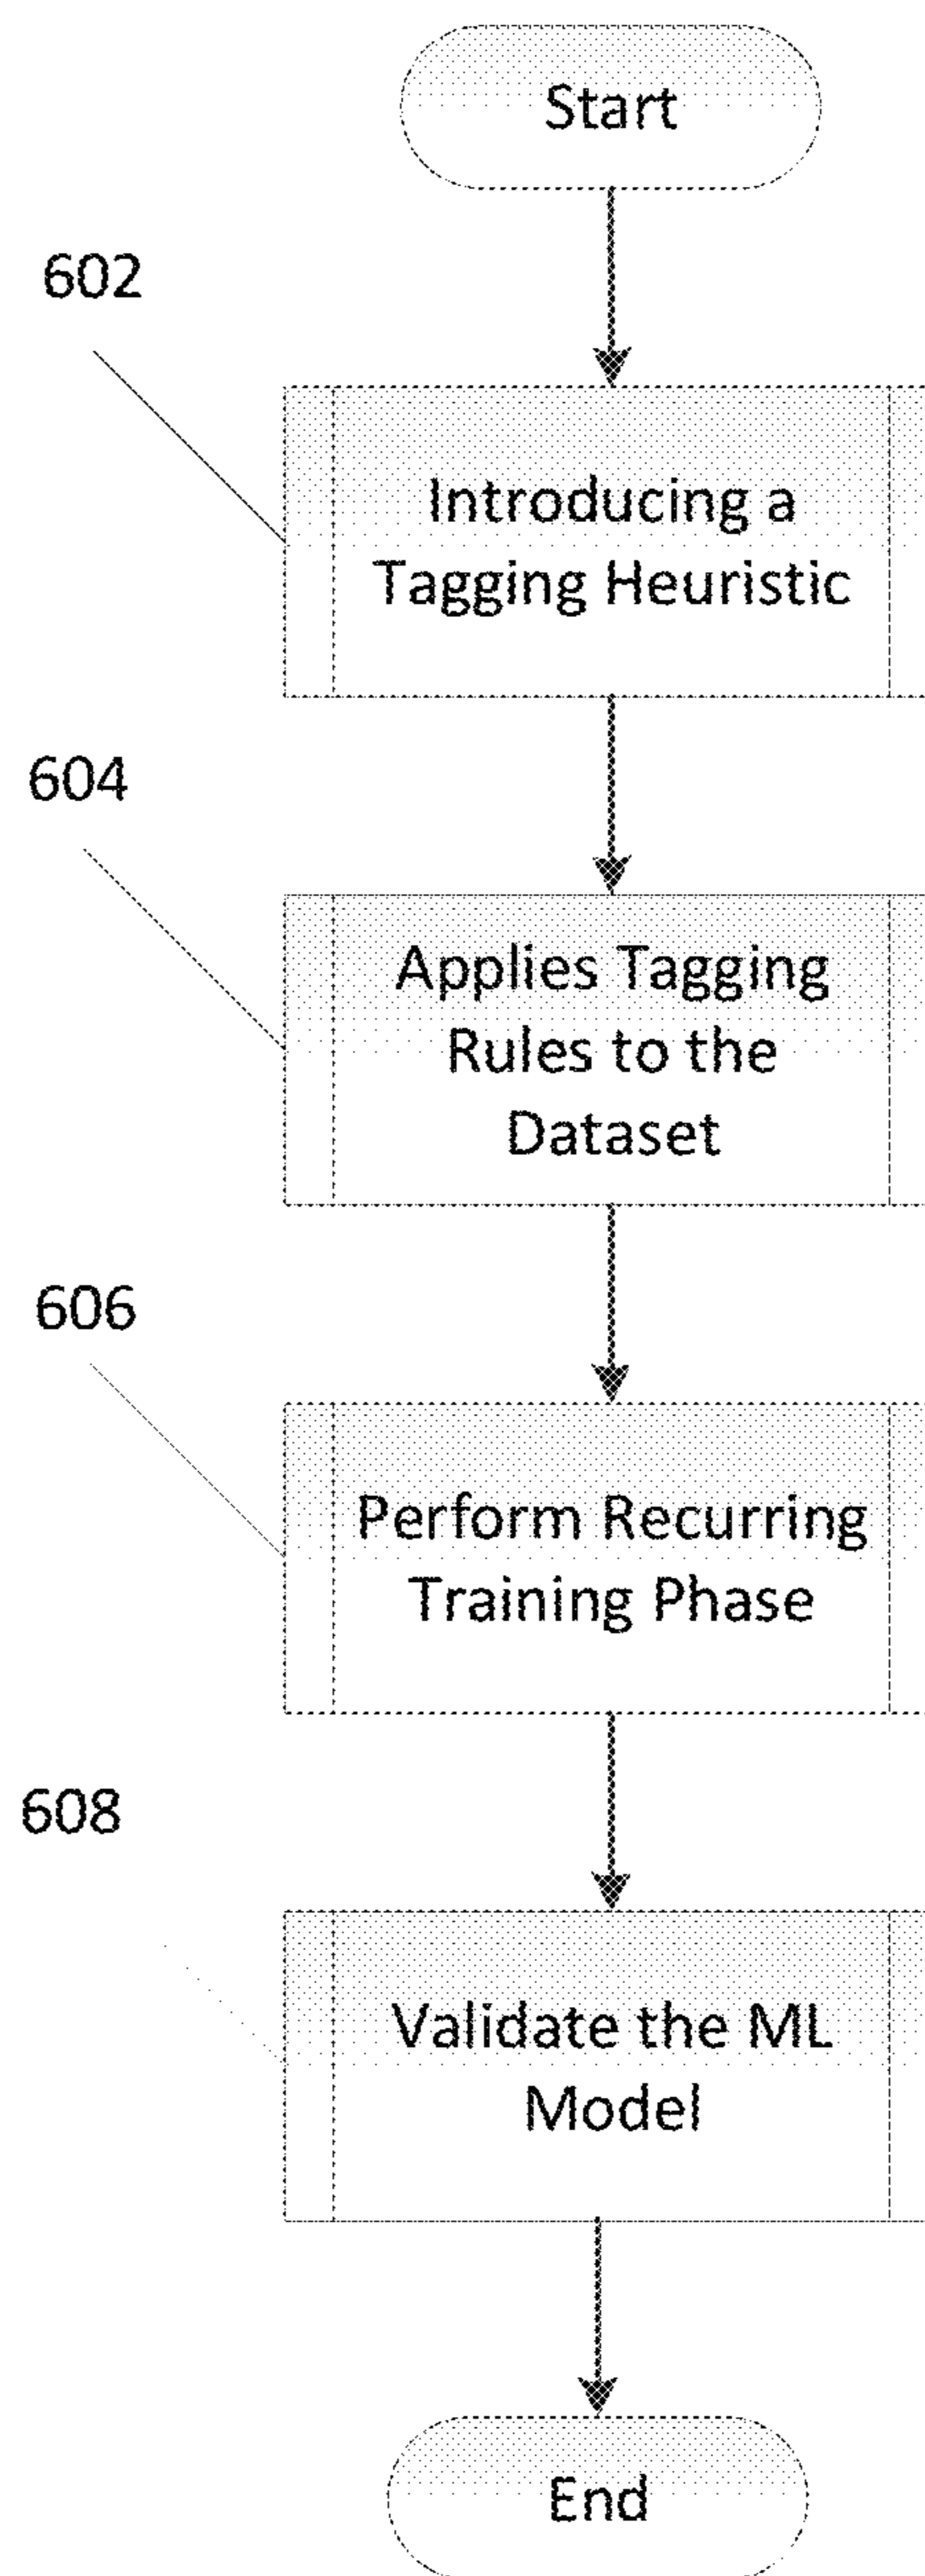 Start
602
Introducing a
Tagging Heuristic
604
Applies Tagging
Rules to the
Dataset
606
Perform Recurring
Training Phase
608
Validate the ML
Model
End